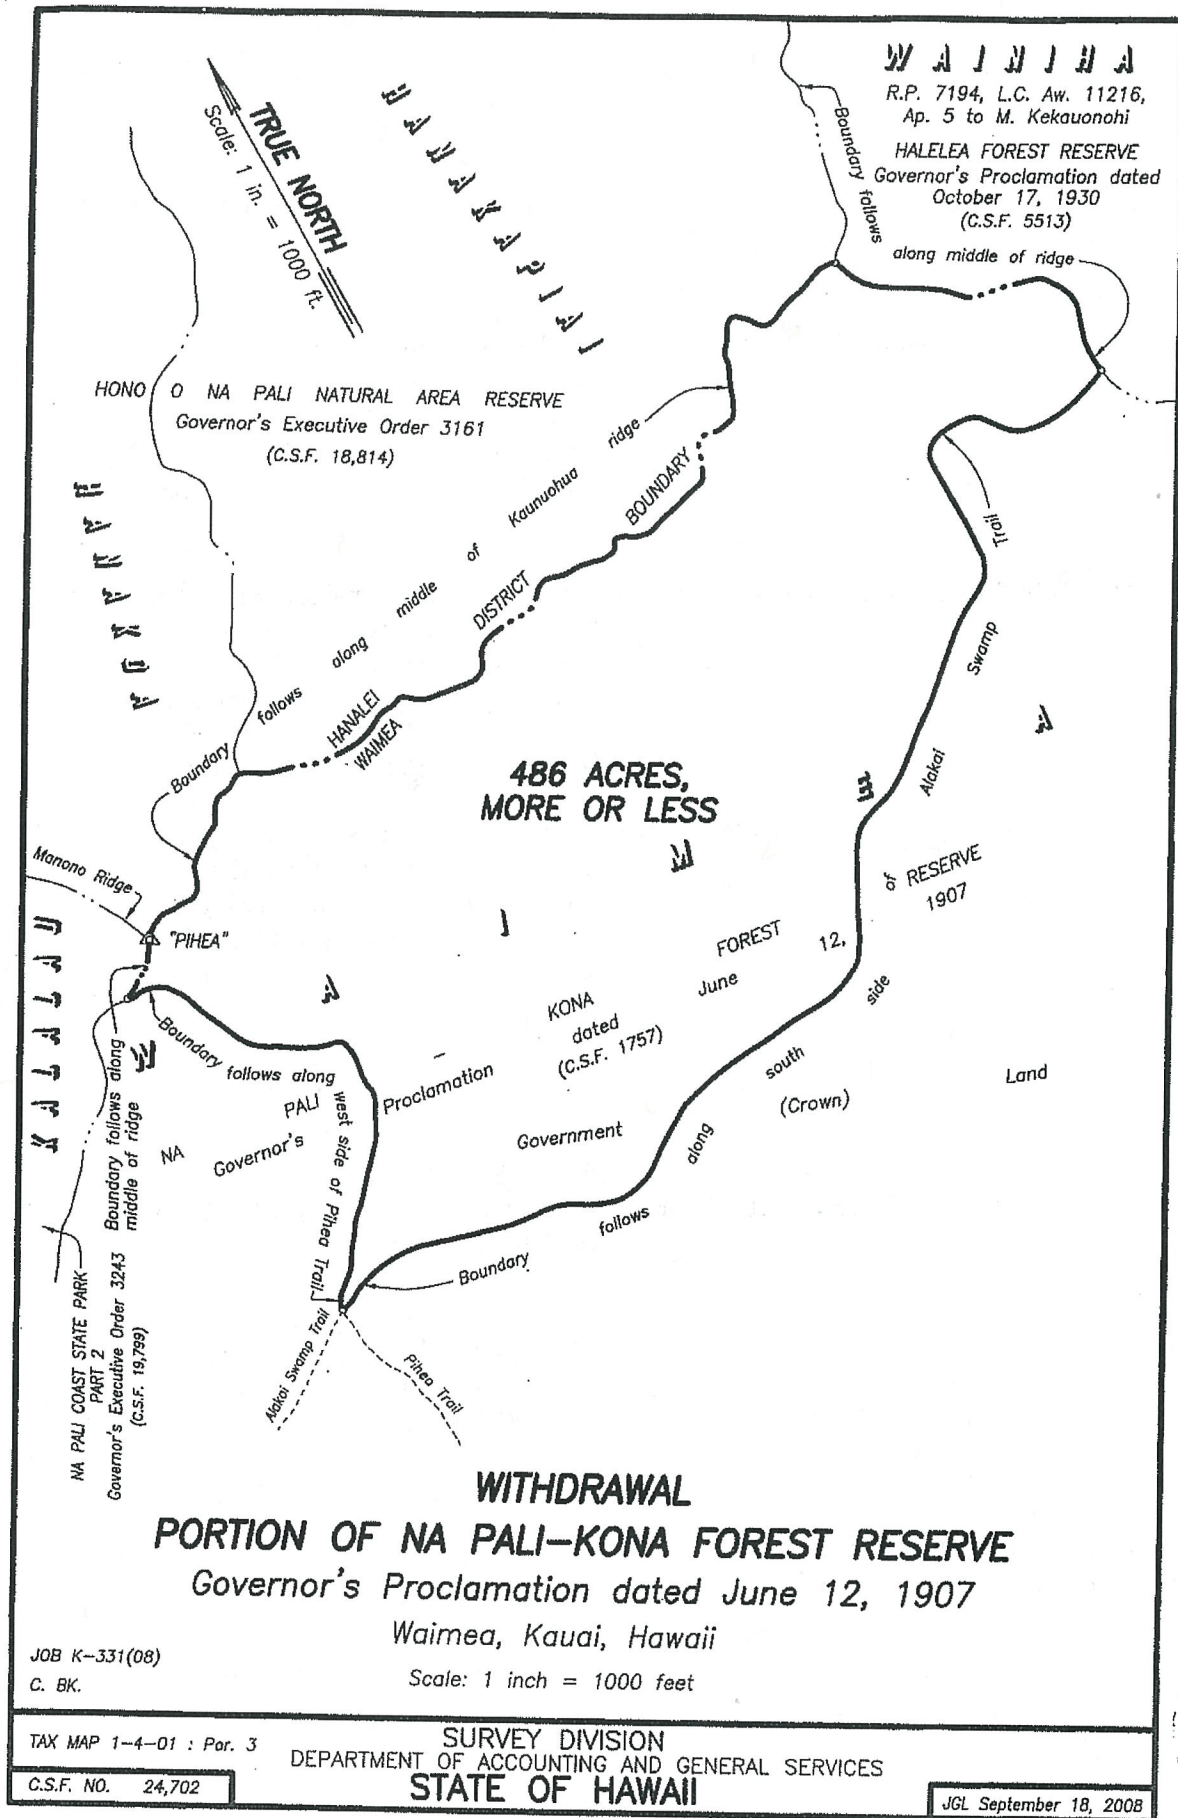 WAINIHA
R.P. 7194, L.C. Aw. 11216,
Ap. 5 to M. Kekauonohi
HALELEA FOREST RESERVE
Governor's Proclamation dated
October 17, 1930
(C.S.F. 5513)
Boundary follows
along middle of ridge
TRUE NORTH
Scale: 1 in. = 1000 ft.
HANAKAPIAI
HONO O NA PALI NATURAL AREA RESERVE
Governor's Executive Order 3161
(C.S.F. 18,814)
HANAKOA
Boundary follows along middle of Kaunuohua ridge
HANALEI DISTRICT BOUNDARY
WAIMEA
486 ACRES,
MORE OR LESS
Manono Ridge
"PIHEA"
KALALAU
WAIMEA
Boundary follows along
middle of ridge
Boundary follows along
west side of Pihea Trail
NA PALI KONA FOREST RESERVE
Governor's Proclamation dated June 12, 1907
(C.S.F. 1757)
Government (Crown) Land
Boundary follows along south side of Alakai Swamp Trail
NA PALI COAST STATE PARK
PART 2
Governor's Executive Order 3243
(C.S.F. 19,799)
Alakai Swamp Trail
Pihea Trail
WITHDRAWAL
PORTION OF NA PALI-KONA FOREST RESERVE
Governor's Proclamation dated June 12, 1907
Waimea, Kauai, Hawaii
Scale: 1 inch = 1000 feet
JOB K-331(08)
C. BK.
TAX MAP 1-4-01 : Por. 3
C.S.F. NO. 24,702
SURVEY DIVISION
DEPARTMENT OF ACCOUNTING AND GENERAL SERVICES
STATE OF HAWAII
JGL September 18, 2008